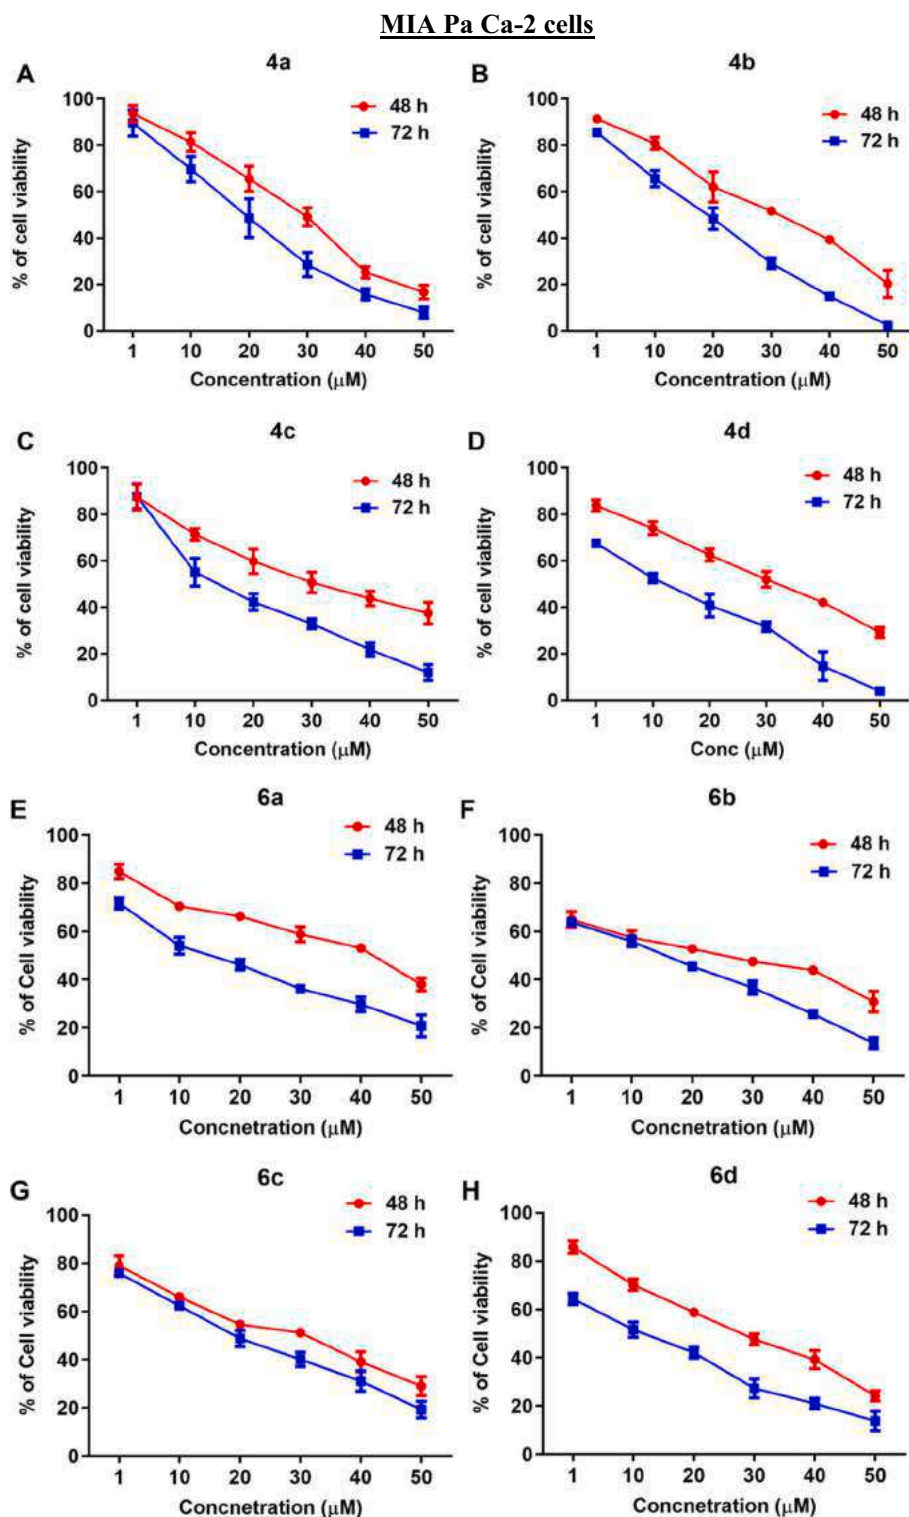 MIA Pa Ca-2 cells
A
4a
48 h
72 h
% of cell viability
100
80
60
40
20
0
1 10 20 30 40 50
Concentration (μM)
B
4b
48 h
72 h
% of cell viability
100
80
60
40
20
0
1 10 20 30 40 50
Concentration (μM)
C
4c
48 h
72 h
% of cell viability
100
80
60
40
20
0
1 10 20 30 40 50
Concentration (μM)
D
4d
48 h
72 h
% of cell viability
100
80
60
40
20
0
1 10 20 30 40 50
Conc (μM)
E
6a
48 h
72 h
% of Cell viability
100
80
60
40
20
0
1 10 20 30 40 50
Concnetration (μM)
F
6b
48 h
72 h
% of Cell viability
100
80
60
40
20
0
1 10 20 30 40 50
Concnetration (μM)
G
6c
48 h
72 h
% of Cell viability
100
80
60
40
20
0
1 10 20 30 40 50
Concnetration (μM)
H
6d
48 h
72 h
% of Cell viability
100
80
60
40
20
0
1 10 20 30 40 50
Concnetration (μM)